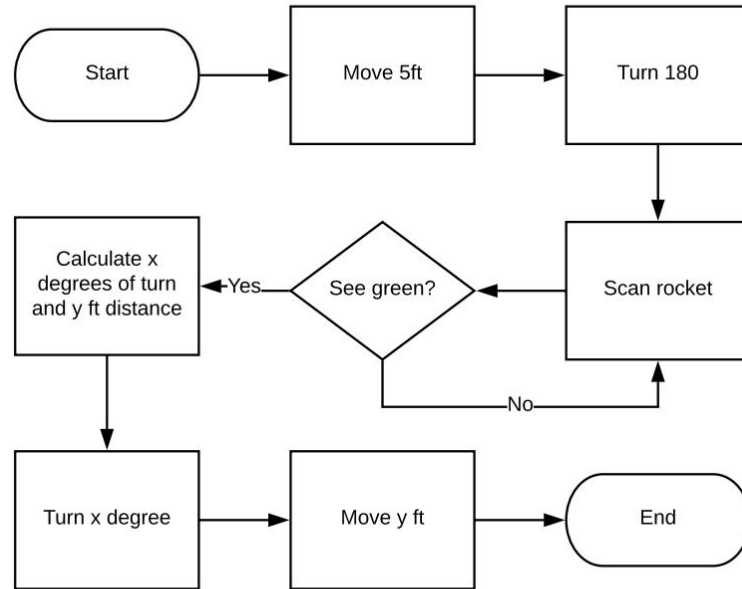 Start
Move 5ft
Turn 180
Scan rocket
See green?
Yes
No
Calculate x
degrees of turn
and y ft distance
Turn x degree
Move y ft
End